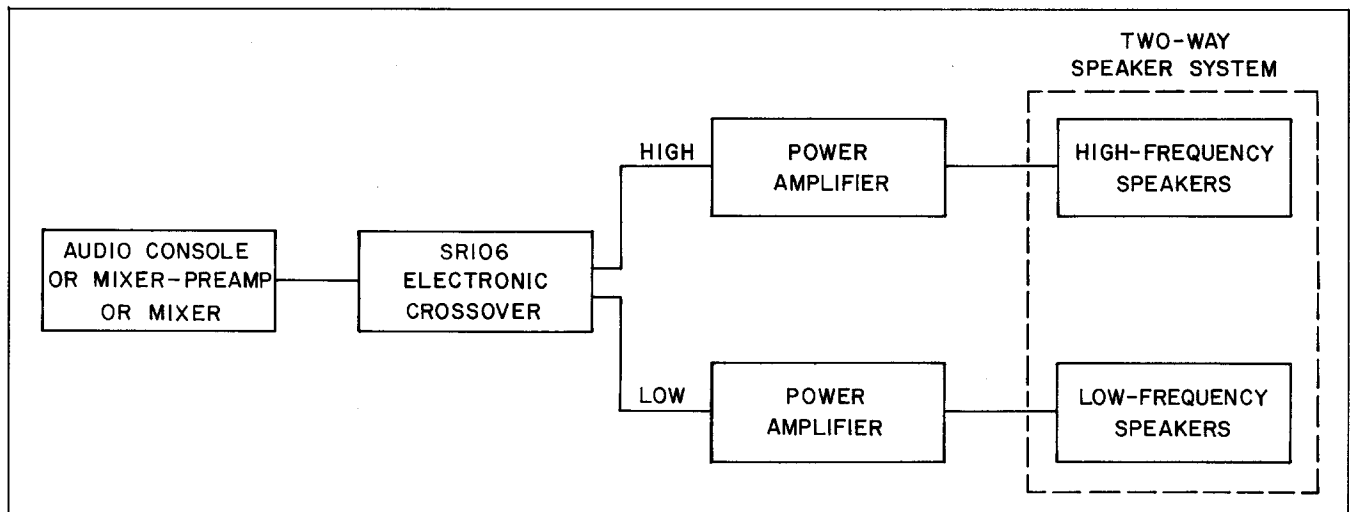 TWO-WAY
SPEAKER SYSTEM
HIGH
POWER
AMPLIFIER
HIGH-FREQUENCY
SPEAKERS
AUDIO CONSOLE
OR MIXER-PREAMP
OR MIXER
SR106
ELECTRONIC
CROSSOVER
LOW
POWER
AMPLIFIER
LOW-FREQUENCY
SPEAKERS